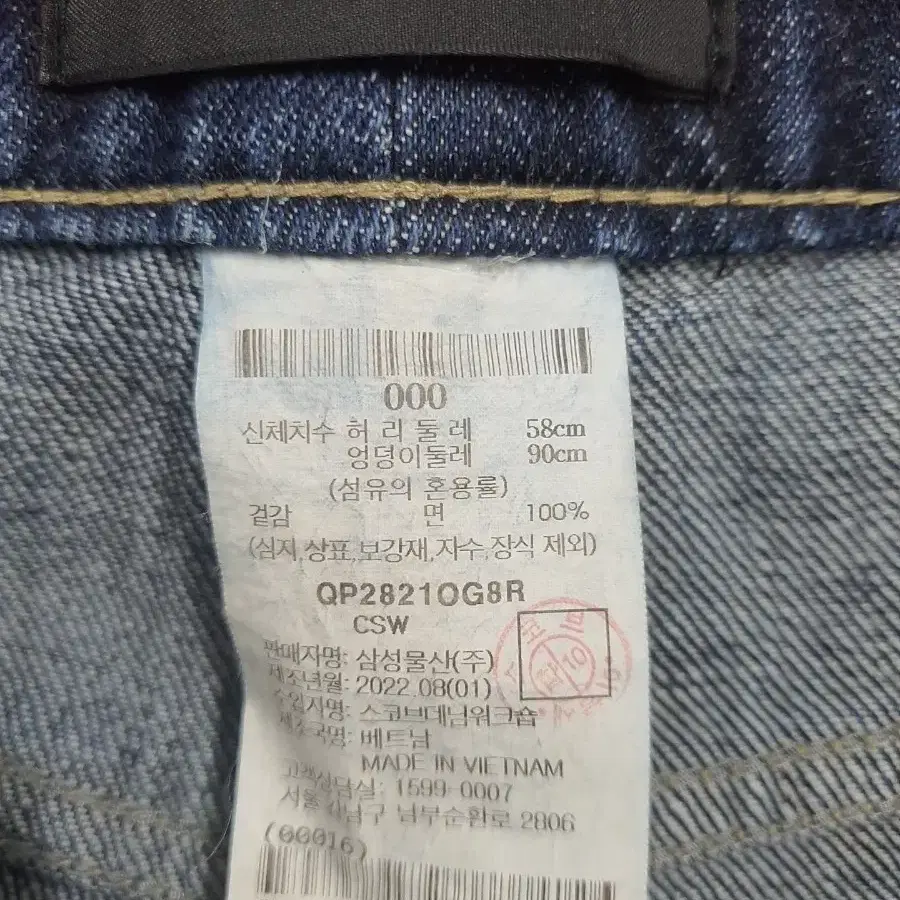 000
신체치수 허 리 둘 레 58cm
엉덩이둘레 90cm
(섬유의 혼용률)
겉감 면 100%
(심지,상표,보강재,자수,장식 제외)
QP2821OG8R
CSW
판매자명: 삼성물산(주)
제조년월: 2022.08(01)
수입자명: 스코브데님워크숍
제조국명: 베트남
MADE IN VIETNAM
고객상담실: 1599-0007
서울 강남구 남부순환로 2806
(00016)